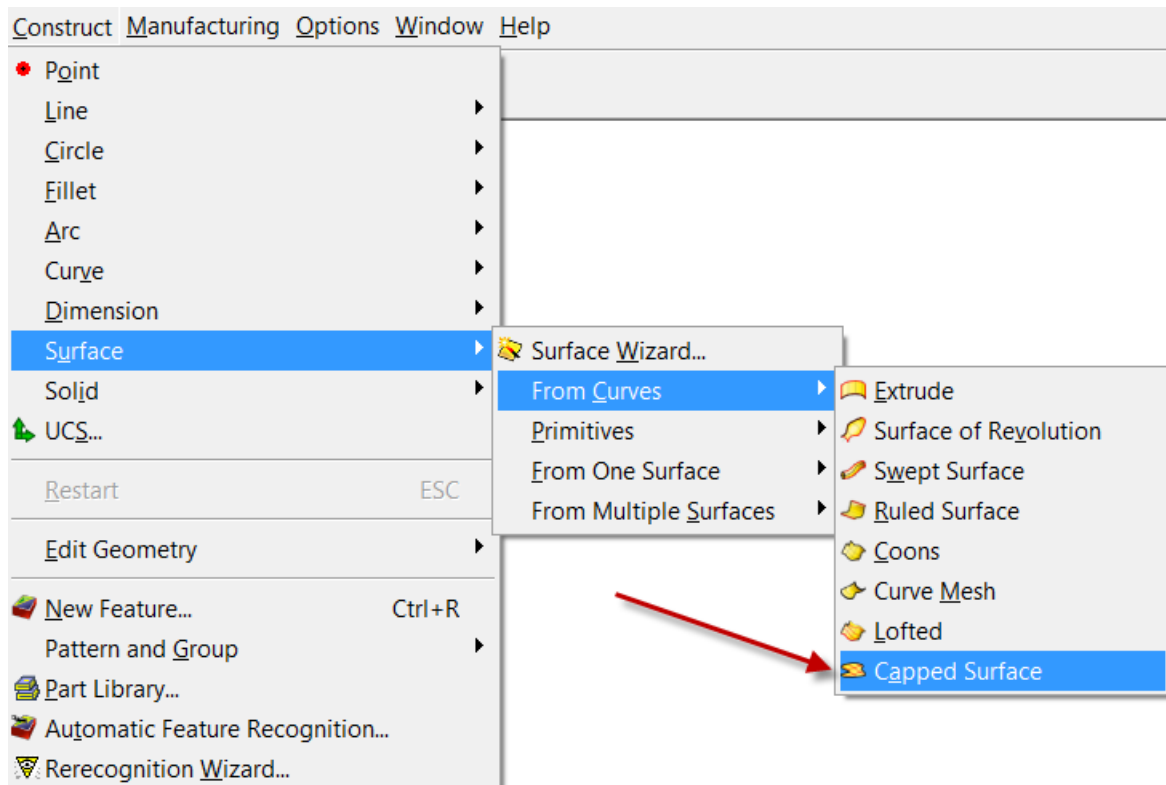 Construct Manufacturing Options Window Help
Point
Line
Circle
Fillet
Arc
Curve
Dimension
Surface
Solid
UCS...
Restart ESC
Edit Geometry
New Feature... Ctrl+R
Pattern and Group
Part Library...
Automatic Feature Recognition...
Rerecognition Wizard...
Surface Wizard...
From Curves
Primitives
From One Surface
From Multiple Surfaces
Extrude
Surface of Revolution
Swept Surface
Ruled Surface
Coons
Curve Mesh
Lofted
Capped Surface